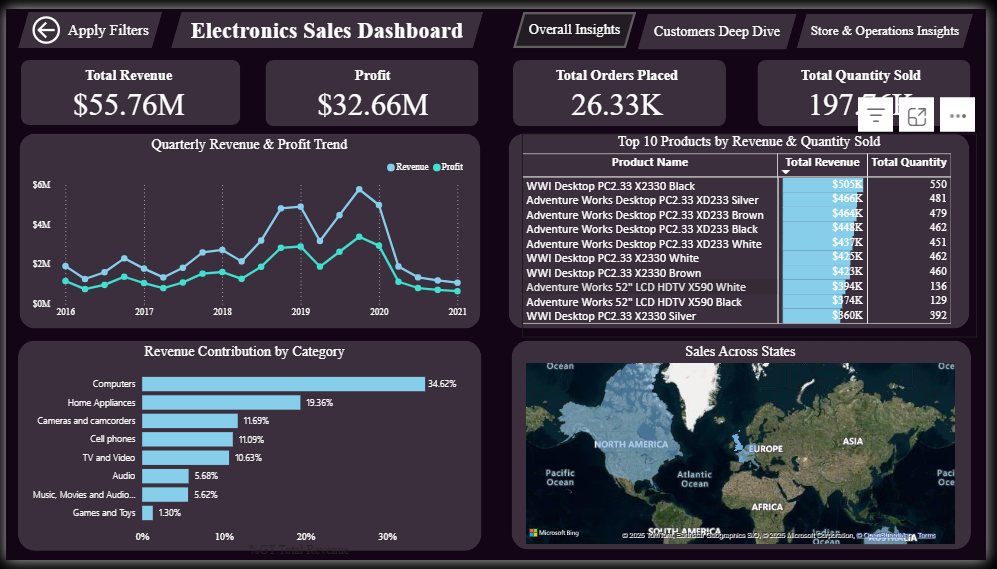 Apply Filters
Electronics Sales Dashboard
Overall Insights
Customers Deep Dive
Store & Operations Insights
Total Revenue
$55.76M
Profit
$32.66M
Total Orders Placed
26.33K
Total Quantity Sold
Quarterly Revenue & Profit Trend
Revenue Profit
$6M
$4M
$2M
$0M
2016 2017 2018 2019 2020 2021
Top 10 Products by Revenue & Quantity Sold
Product Name Total Revenue Total Quantity
WWI Desktop PC2.33 X2330 Black $505K 550
Adventure Works Desktop PC2.33 XD233 Silver $466K 481
Adventure Works Desktop PC2.33 XD233 Brown $464K 479
Adventure Works Desktop PC2.33 XD233 Black $448K 462
Adventure Works Desktop PC2.33 XD233 White $437K 451
WWI Desktop PC2.33 X2330 White $425K 462
WWI Desktop PC2.33 X2330 Brown $423K 460
Adventure Works 52" LCD HDTV X590 White $394K 136
Adventure Works 52" LCD HDTV X590 Black $374K 129
WWI Desktop PC2.33 X2330 Silver $360K 392
Revenue Contribution by Category
Computers 34.62%
Home Appliances 19.36%
Cameras and camcorders 11.69%
Cell phones 11.09%
TV and Video 10.63%
Audio 5.68%
Music, Movies and Audio... 5.62%
Games and Toys 1.30%
0% 10% 20% 30%
Sales Across States
Ocean
Oce
NORTH AMERICA
EUROPE
ASIA
Pacific
Ocean
Atlantic
Ocean
Paci
Oce
AFRICA
SOUTH AMERICA
Indian
Microsoft Bing
© 2025 TomTom, Earthstar Geographics SIO, © 2025 Microsoft Corporation, © OpenStreetMap Terms